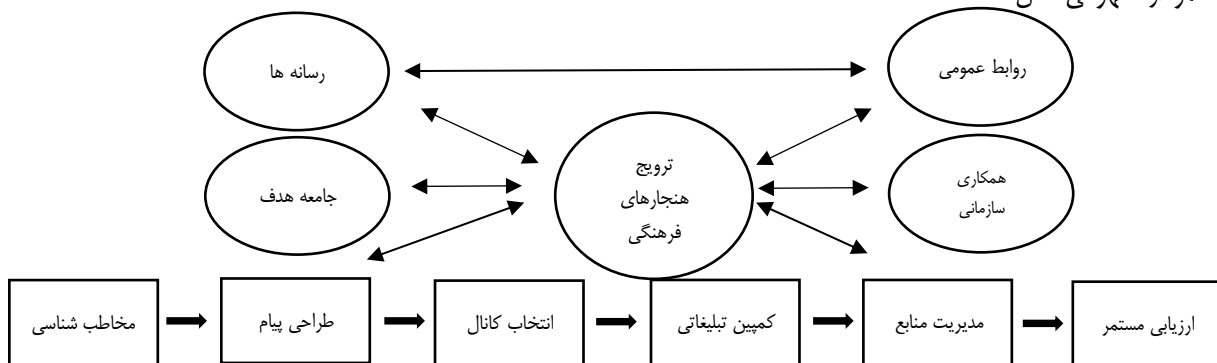 روابط عمومی
رسانه ها
ترویج
هنجارهای
فرهنگی
همکاری
سازمانی
جامعه هدف
مخاطب شناسی
طراحی پیام
انتخاب کانال
کمپین تبلیغاتی
مدیریت منابع
ارزیابی مستمر